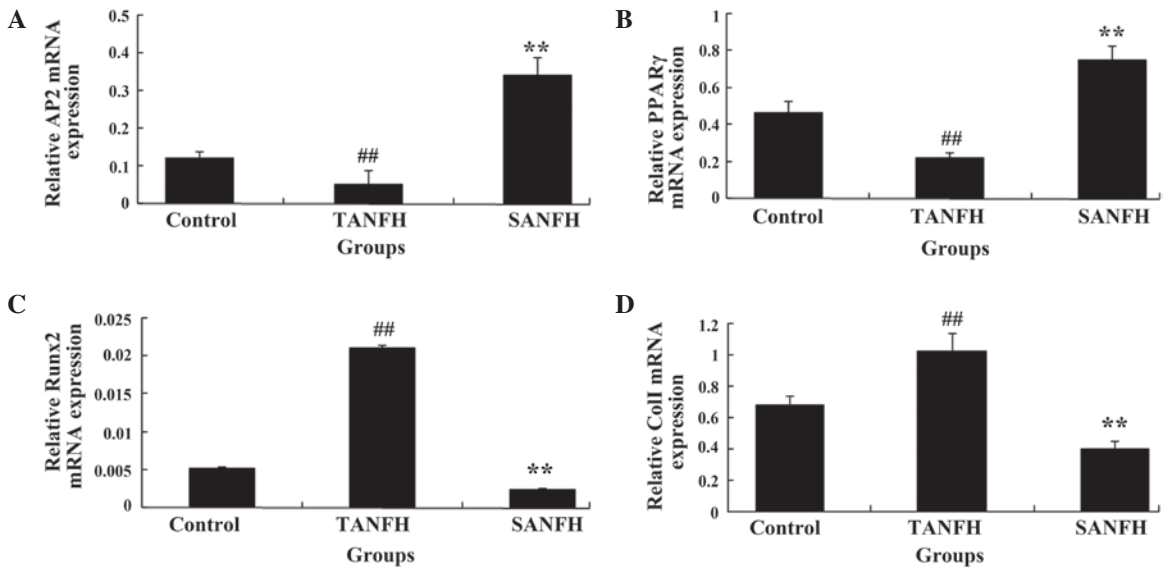 A
Relative AP2 mRNA
expression
0.5
0.4
0.3
0.2
0.1
0
##
**
Control TANFH SANFH
Groups
B
Relative PPARγ
mRNA expression
1
0.8
0.6
0.4
0.2
0
##
**
Control TANFH SANFH
Groups
C
Relative Runx2
mRNA expression
0.025
0.02
0.015
0.01
0.005
0
##
**
Control TANFH SANFH
Groups
D
Relative ColI mRNA
expression
1.2
1
0.8
0.6
0.4
0.2
0
##
**
Control TANFH SANFH
Groups